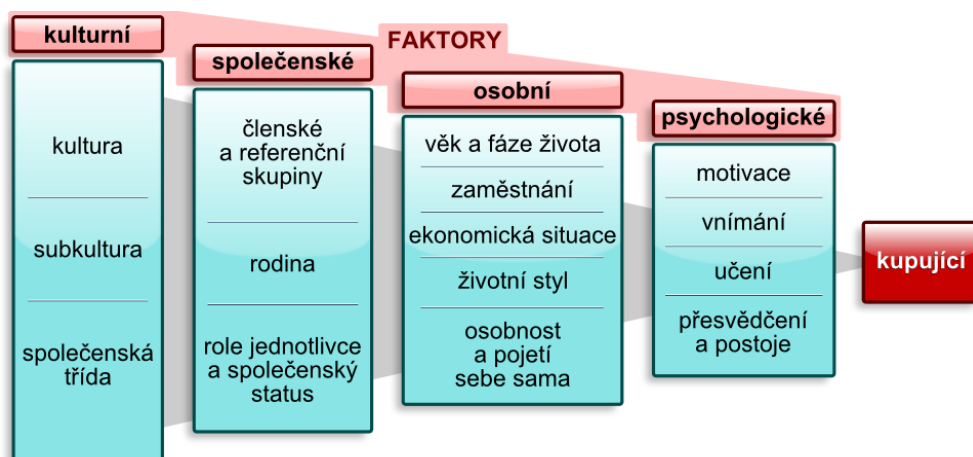 FAKTORY
kulturní
kultura
subkultura
společenská
třída
společenské
členské
a referenční
skupiny
rodina
role jednotlivce
a společenský
status
osobní
věk a fáze života
zaměstnání
ekonomická situace
životní styl
osobnost
a pojetí
sebe sama
psychologické
motivace
vnímání
učení
přesvědčení
a postoje
kupující